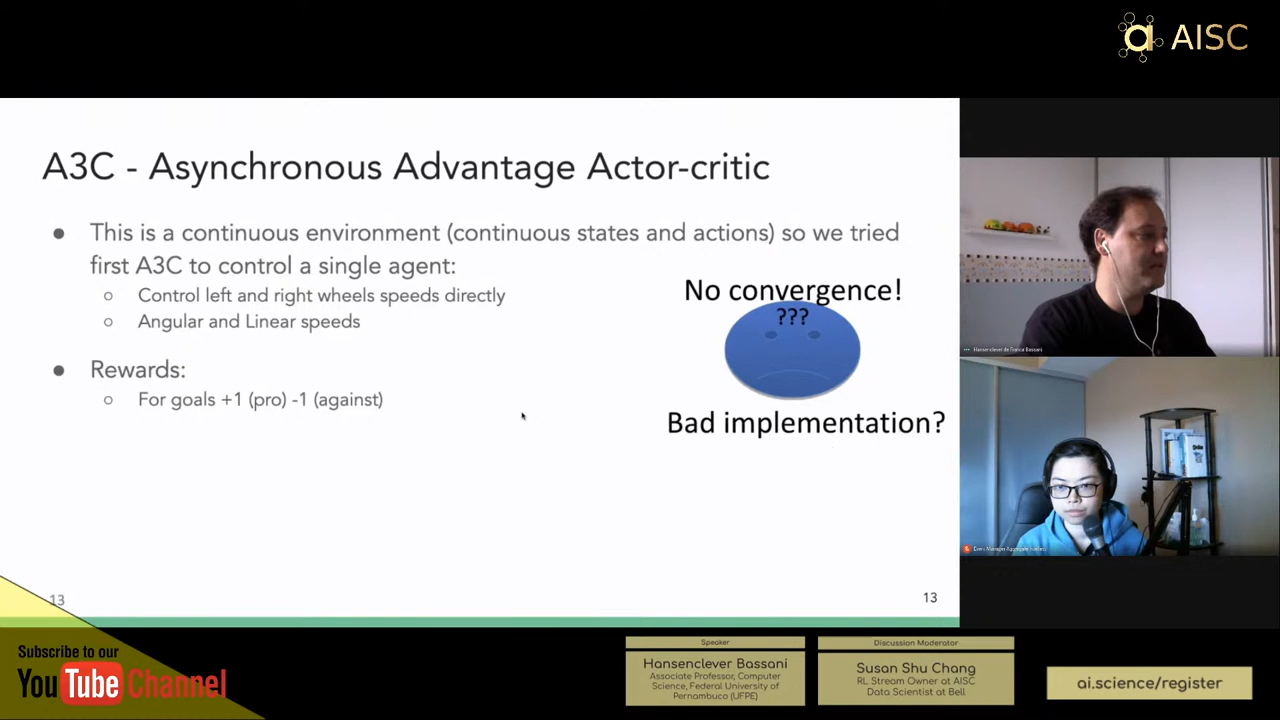 AISC
A3C - Asynchronous Advantage Actor-critic
This is a continuous environment (continuous states and actions) so we tried
first A3C to control a single agent:
Control left and right wheels speeds directly
Angular and Linear speeds
Rewards:
For goals +1 (pro) -1 (against)
No convergence!
???
Bad implementation?
13
13
Hansenclever de Franca Bassani
Subscribe to our
YouTube Channel
Speaker
Hansenclever Bassani
Associate Professor, Computer
Science, Federal University of
Pernambuco (UFPE)
Discussion Moderator
Susan Shu Chang
RL Stream Owner at AISC
Data Scientist at Bell
ai.science/register